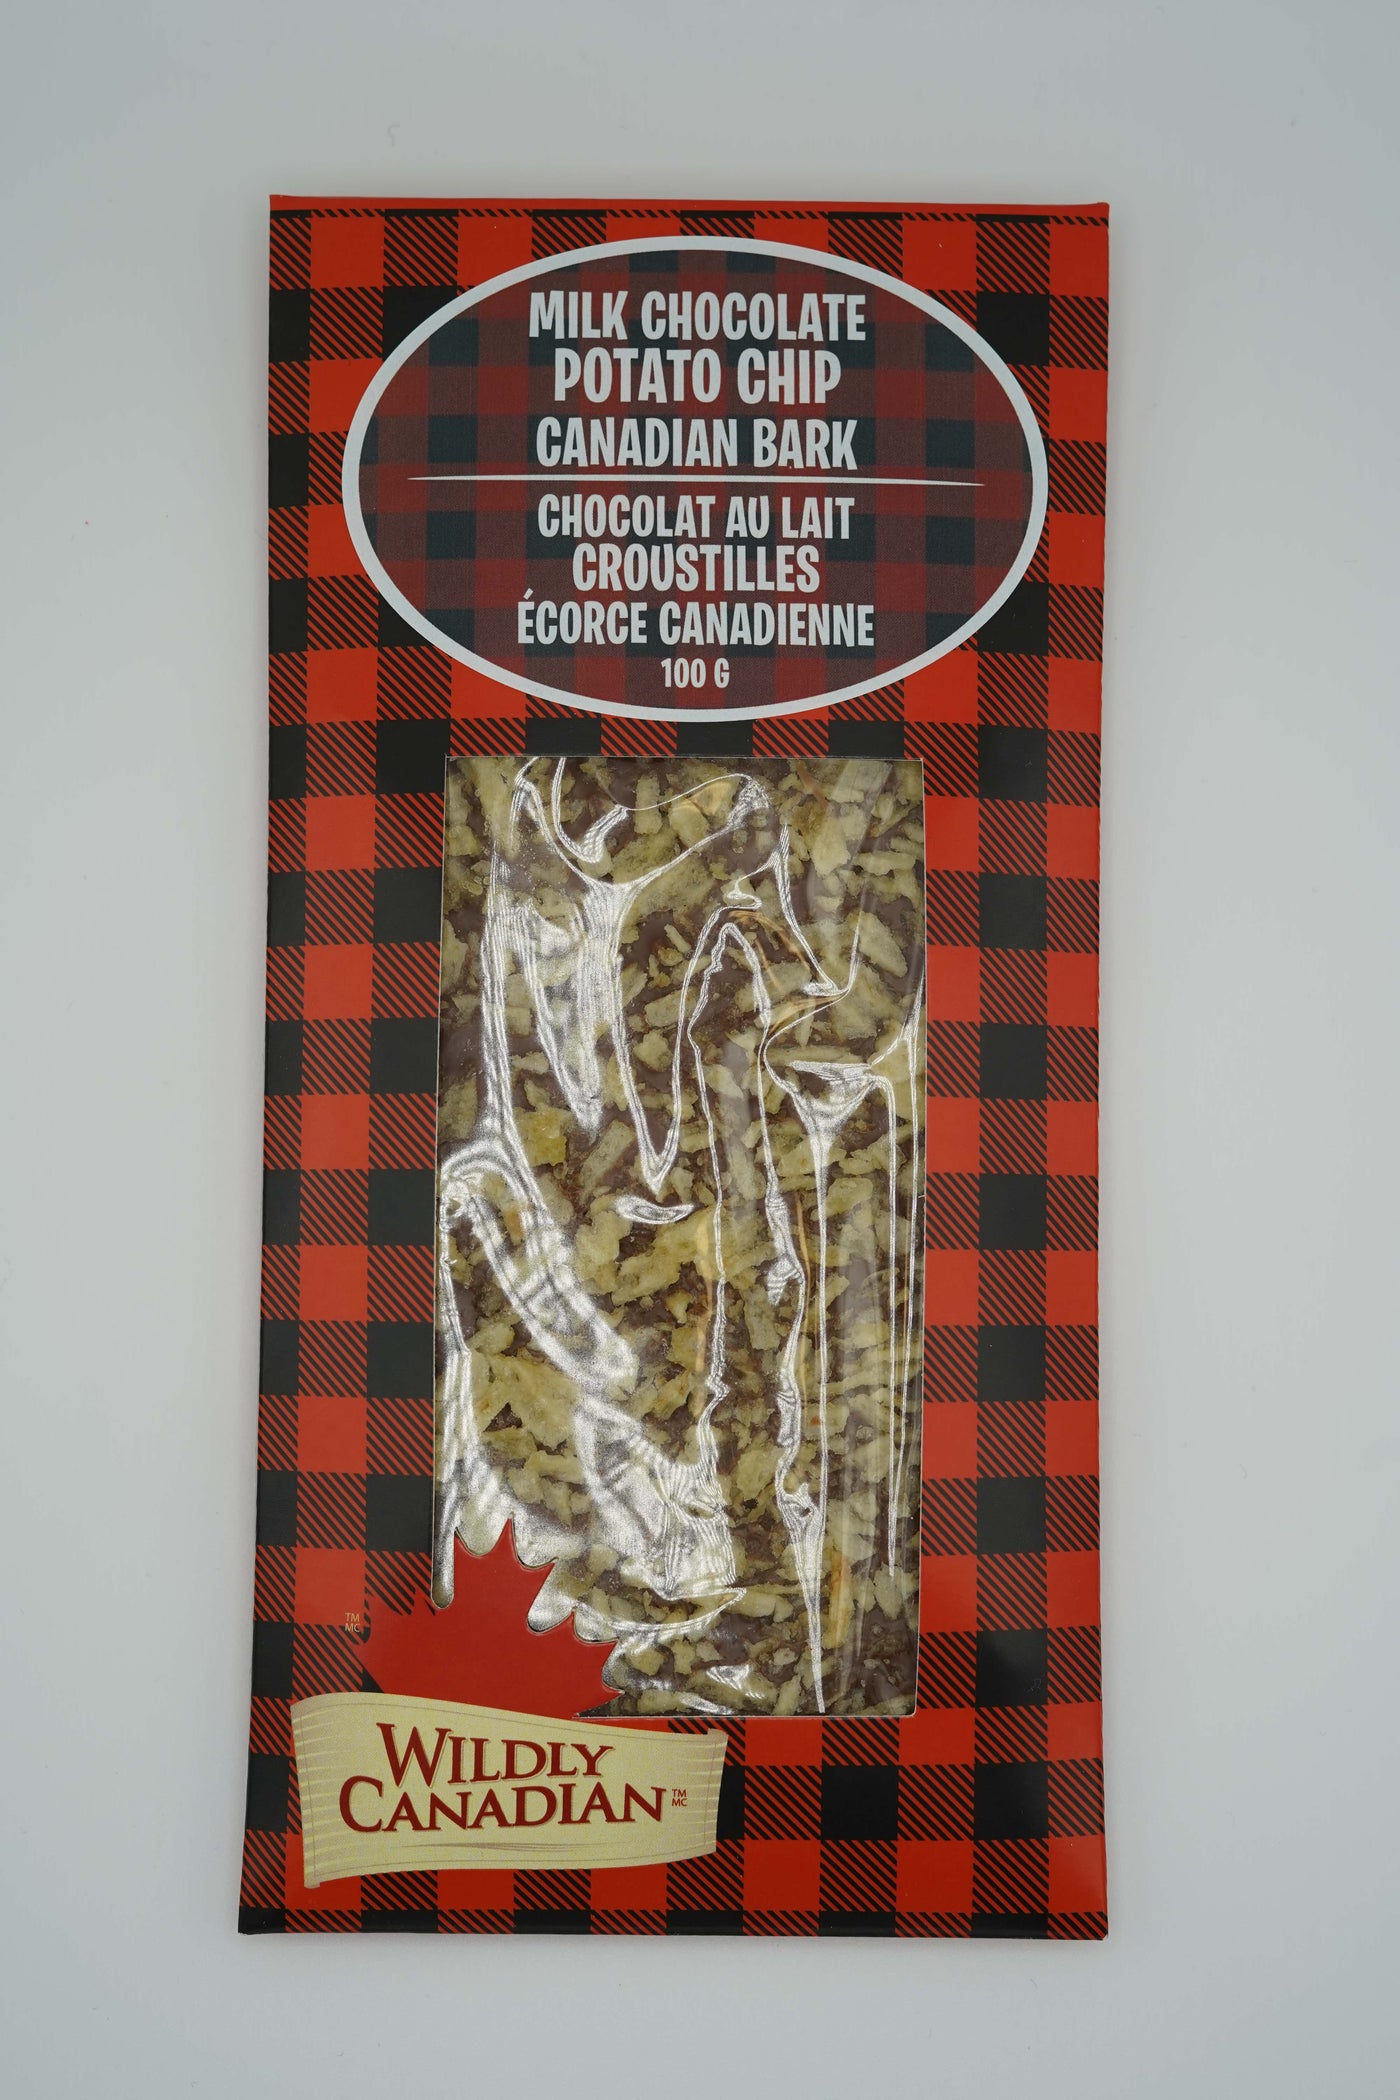 MILK CHOCOLATE
POTATO CHIP
CANADIAN BARK
CHOCOLAT AU LAIT
CROUSTILLES
ÉCORCE CANADIENNE
100 G
TM
MC
WILDLY
CANADIAN TM
MC